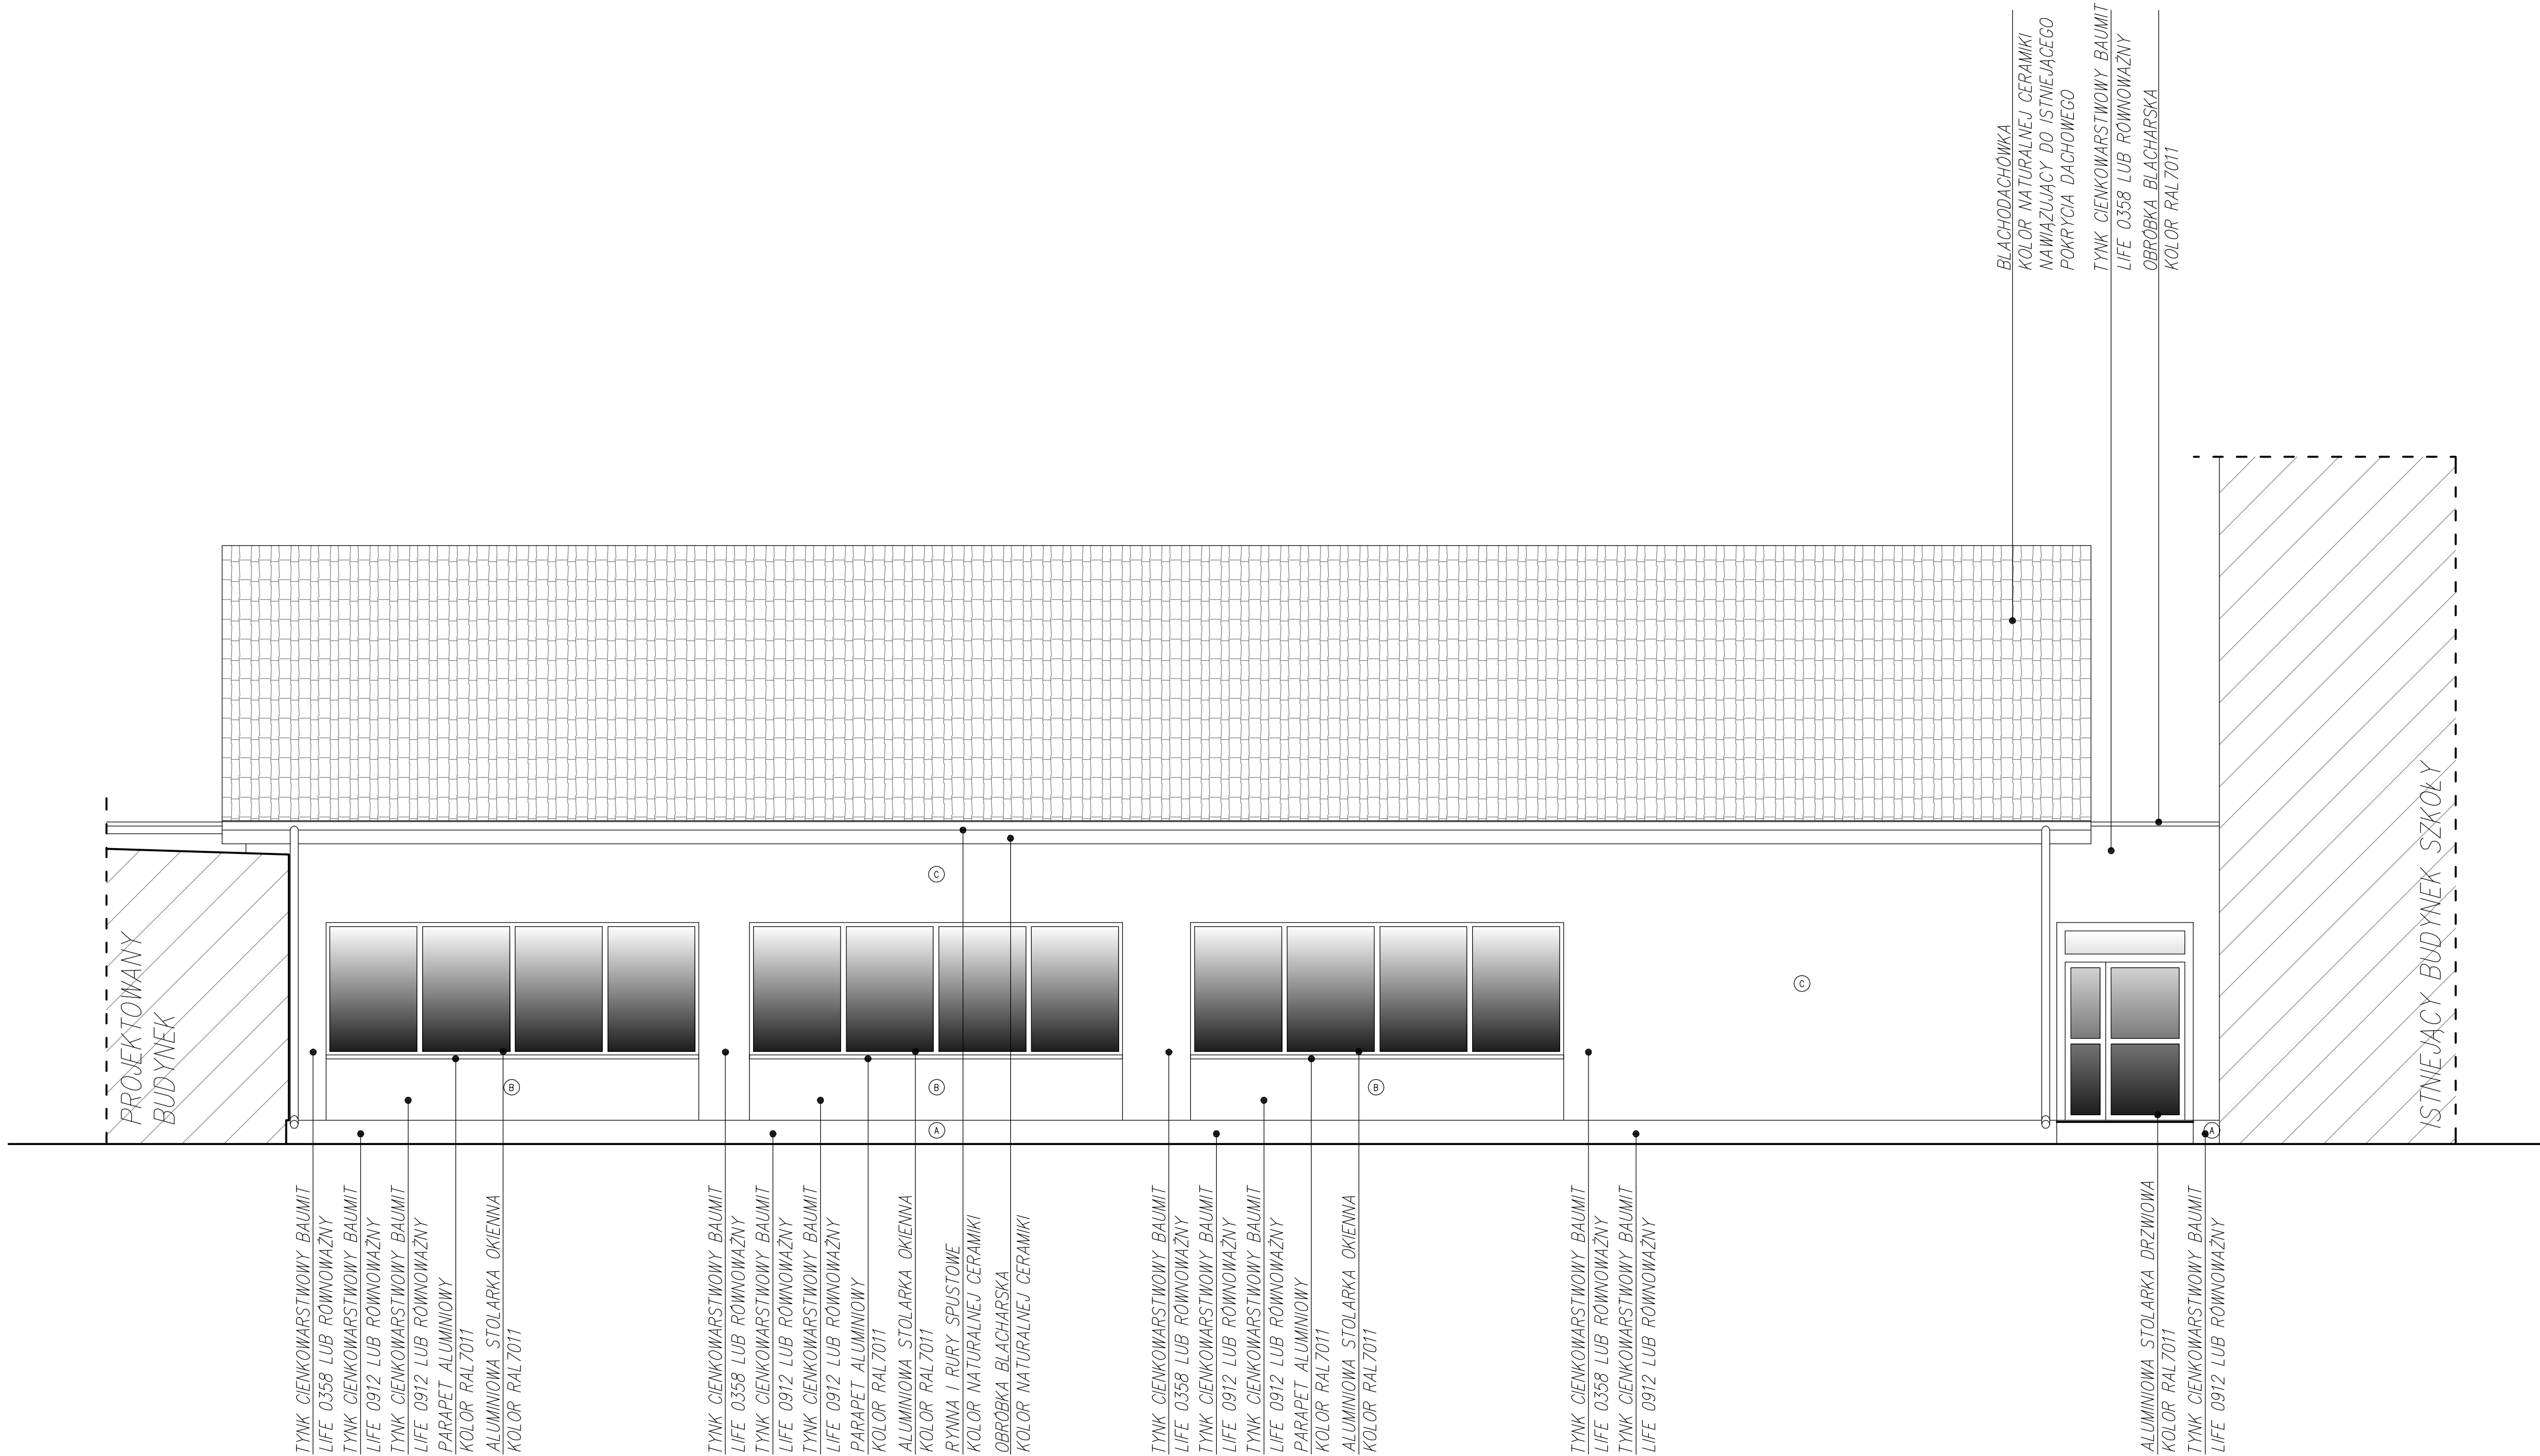 BLACHODACHÓWKA
KOLOR NATURALNEJ CERAMIKI
NAWIĄZUJĄCY DO ISTNIEJĄCEGO
POKRYCIA DACHOWEGO
TYNK CIENKOWARSTWOWY BAUMIT
LIFE 0358 LUB RÓWNOWAŻNY
OBRÓBKA BLACHARSKA
KOLOR RAL7011
PROJEKTOWANY
BUDYNEK
C
C
B
B
B
A
A
ISTNIEJĄCY BUDYNEK SZKOŁY
TYNK CIENKOWARSTWOWY BAUMIT
LIFE 0358 LUB RÓWNOWAŻNY
TYNK CIENKOWARSTWOWY BAUMIT
LIFE 0912 LUB RÓWNOWAŻNY
TYNK CIENKOWARSTWOWY BAUMIT
LIFE 0912 LUB RÓWNOWAŻNY
PARAPET ALUMINIOWY
KOLOR RAL7011
ALUMINIOWA STOLARKA OKIENNA
KOLOR RAL7011
TYNK CIENKOWARSTWOWY BAUMIT
LIFE 0358 LUB RÓWNOWAŻNY
TYNK CIENKOWARSTWOWY BAUMIT
LIFE 0912 LUB RÓWNOWAŻNY
TYNK CIENKOWARSTWOWY BAUMIT
LIFE 0912 LUB RÓWNOWAŻNY
PARAPET ALUMINIOWY
KOLOR RAL7011
ALUMINIOWA STOLARKA OKIENNA
KOLOR RAL7011
RYNNA I RURY SPUSTOWE
KOLOR NATURALNEJ CERAMIKI
OBRÓBKA BLACHARSKA
KOLOR NATURALNEJ CERAMIKI
TYNK CIENKOWARSTWOWY BAUMIT
LIFE 0358 LUB RÓWNOWAŻNY
TYNK CIENKOWARSTWOWY BAUMIT
LIFE 0912 LUB RÓWNOWAŻNY
TYNK CIENKOWARSTWOWY BAUMIT
LIFE 0912 LUB RÓWNOWAŻNY
PARAPET ALUMINIOWY
KOLOR RAL7011
ALUMINIOWA STOLARKA OKIENNA
KOLOR RAL7011
TYNK CIENKOWARSTWOWY BAUMIT
LIFE 0358 LUB RÓWNOWAŻNY
TYNK CIENKOWARSTWOWY BAUMIT
LIFE 0912 LUB RÓWNOWAŻNY
ALUMINIOWA STOLARKA DRZWIOWA
KOLOR RAL7011
TYNK CIENKOWARSTWOWY BAUMIT
LIFE 0912 LUB RÓWNOWAŻNY